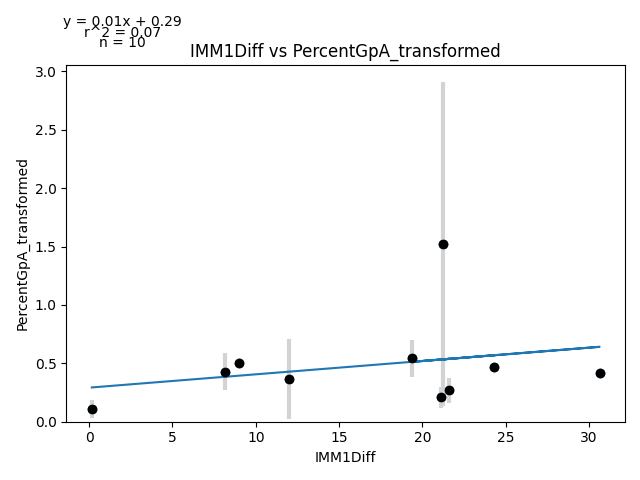 y = 0.01x + 0.29
r^2 = 0.07
n = 10
IMM1Diff vs PercentGpA_transformed
3.0
2.5
2.0
1.5
1.0
0.5
0.0
PercentGpA_transformed
0 5 10 15 20 25 30
IMM1Diff